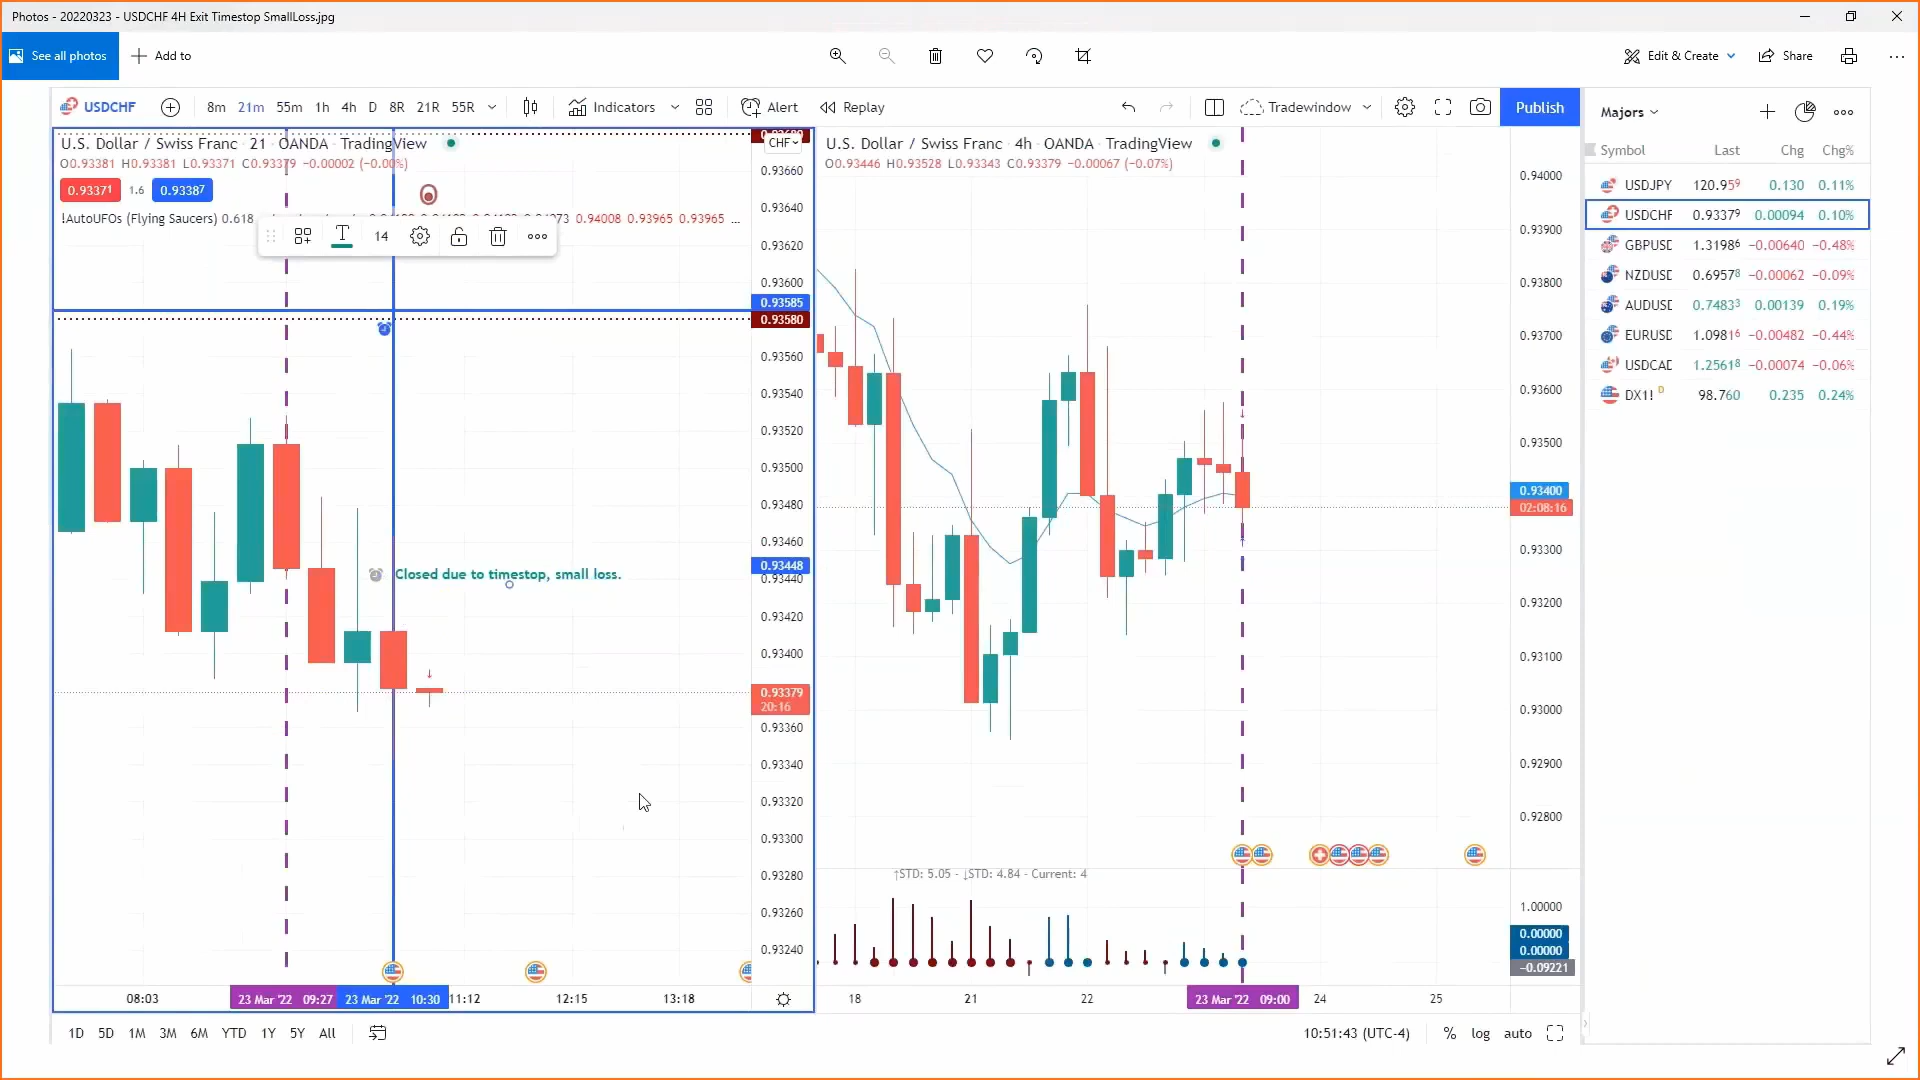 Photos - 20220323 - USDCHF 4H Exit Timestop SmallLoss.jpg
See all photos
Add to
Edit & Create
Share
USDCHF
8m 21m 55m 1h 4h D 8R 21R 55R
Indicators
Alert
Replay
Tradewindow
Publish
U.S. Dollar / Swiss Franc · 21 · OANDA · TradingView
O0.93381 H0.93381 L0.93371 C0.93379 −0.00002 (−0.00%)
0.93371 1.6 0.93387
!AutoUFOs (Flying Saucers) 0.618
0.94008 0.93965 0.93965 ...
14
CHF
0.93660
0.93640
0.93620
0.93600
0.93585
0.93580
0.93560
0.93540
0.93520
0.93500
0.93480
0.93460
0.93448
0.93440
0.93420
0.93400
0.93379
20:16
0.93360
0.93340
0.93320
0.93300
0.93280
0.93260
0.93240
Closed due to timestop, small loss.
08:03
23 Mar '22 09:27
23 Mar '22 10:30
11:12
12:15
13:18
U.S. Dollar / Swiss Franc · 4h · OANDA · TradingView
O0.93446 H0.93528 L0.93343 C0.93379 −0.00067 (−0.07%)
0.94000
0.93900
0.93800
0.93700
0.93600
0.93500
0.93400
02:08:16
0.93300
0.93200
0.93100
0.93000
0.92900
0.92800
↑STD: 5.05 - ↓STD: 4.84 - Current: 4
1.00000
0.00000
0.00000
−0.09221
18
21
22
23 Mar '22 09:00
24
25
1D 5D 1M 3M 6M YTD 1Y 5Y All
10:51:43 (UTC-4)
% log auto
Majors
Symbol Last Chg Chg%
USDJPY 120.959 0.130 0.11%
USDCHF 0.93379 0.00094 0.10%
GBPUSD 1.31986 −0.00640 −0.48%
NZDUSD 0.69578 −0.00062 −0.09%
AUDUSD 0.74833 0.00139 0.19%
EURUSD 1.09816 −0.00482 −0.44%
USDCAD 1.25618 −0.00074 −0.06%
DX1! D 98.760 0.235 0.24%